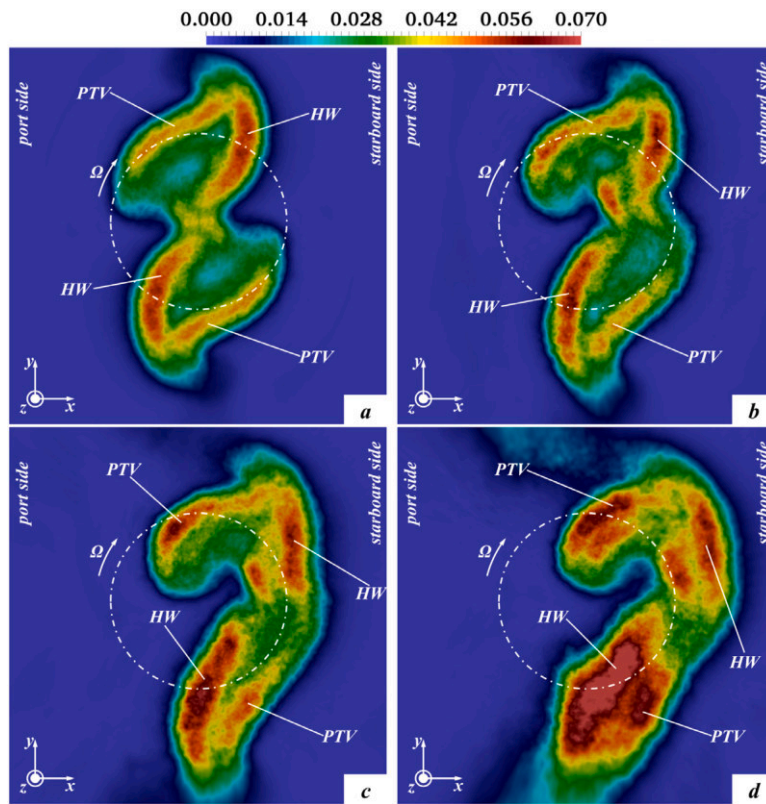 0.000 0.014 0.028 0.042 0.056 0.070
port side
starboard side
PTV
HW
Ω
HW
PTV
y
z
x
a
port side
starboard side
PTV
HW
Ω
HW
PTV
y
z
x
b
port side
starboard side
PTV
Ω
HW
HW
PTV
y
z
x
c
port side
starboard side
PTV
Ω
HW
HW
PTV
y
z
x
d